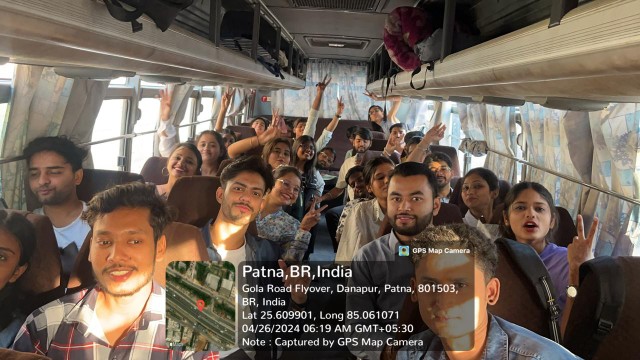 GPS Map Camera
Patna,BR,India
Gola Road Flyover, Danapur, Patna, 801503,
BR, India
Lat 25.609901, Long 85.061071
04/26/2024 06:19 AM GMT+05:30
Note : Captured by GPS Map Camera